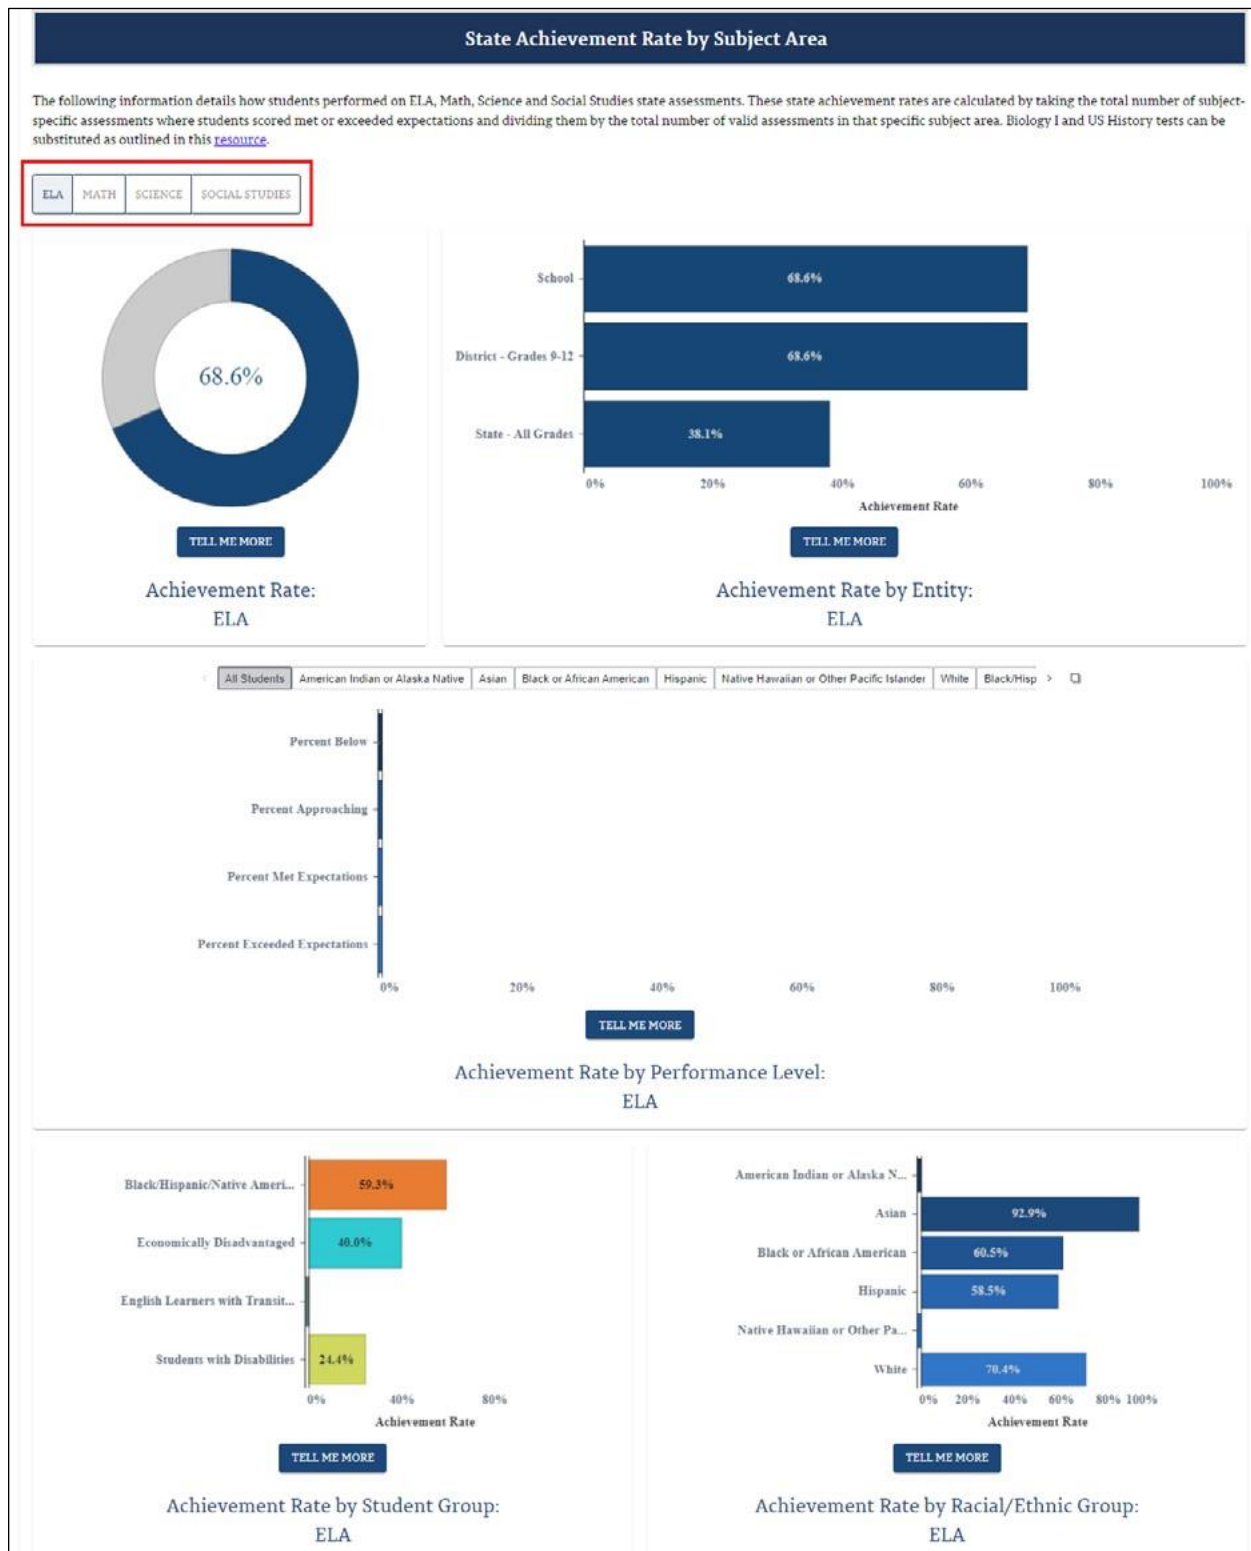 State Achievement Rate by Subject Area
The following information details how students performed on ELA, Math, Science and Social Studies state assessments. These state achievement rates are calculated by taking the total number of subject-
specific assessments where students scored met or exceeded expectations and dividing them by the total number of valid assessments in that specific subject area. Biology I and US History tests can be
substituted as outlined in this resource.
ELA MATH SCIENCE SOCIAL STUDIES
68.6%
TELL ME MORE
Achievement Rate:
ELA
School 68.6%
District - Grades 9-12 68.6%
State - All Grades 38.1%
0% 20% 40% 60% 80% 100%
Achievement Rate
TELL ME MORE
Achievement Rate by Entity:
ELA
All Students American Indian or Alaska Native Asian Black or African American Hispanic Native Hawaiian or Other Pacific Islander White Black/Hisp
Percent Below
Percent Approaching
Percent Met Expectations
Percent Exceeded Expectations
0% 20% 40% 60% 80% 100%
TELL ME MORE
Achievement Rate by Performance Level:
ELA
Black/Hispanic/Native Ameri... 59.3%
Economically Disadvantaged 40.0%
English Learners with Transit...
Students with Disabilities 24.4%
0% 40% 80%
Achievement Rate
TELL ME MORE
Achievement Rate by Student Group:
ELA
American Indian or Alaska N...
Asian 92.9%
Black or African American 60.5%
Hispanic 58.5%
Native Hawaiian or Other Pa...
White 70.4%
0% 20% 40% 60% 80% 100%
Achievement Rate
TELL ME MORE
Achievement Rate by Racial/Ethnic Group:
ELA